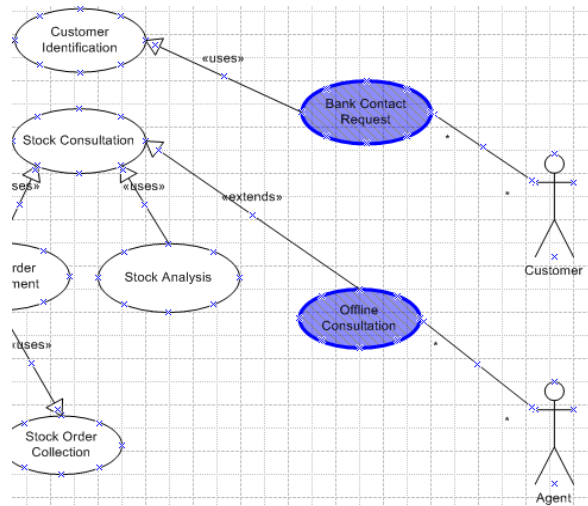 Customer
Identification
«uses»
Bank Contact
Request
*
*
Stock Consultation
uses»
«uses»
«extends»
Customer
rder
ment
Stock Analysis
Offline
Consultation
*
*
«uses»
Stock Order
Collection
Agent